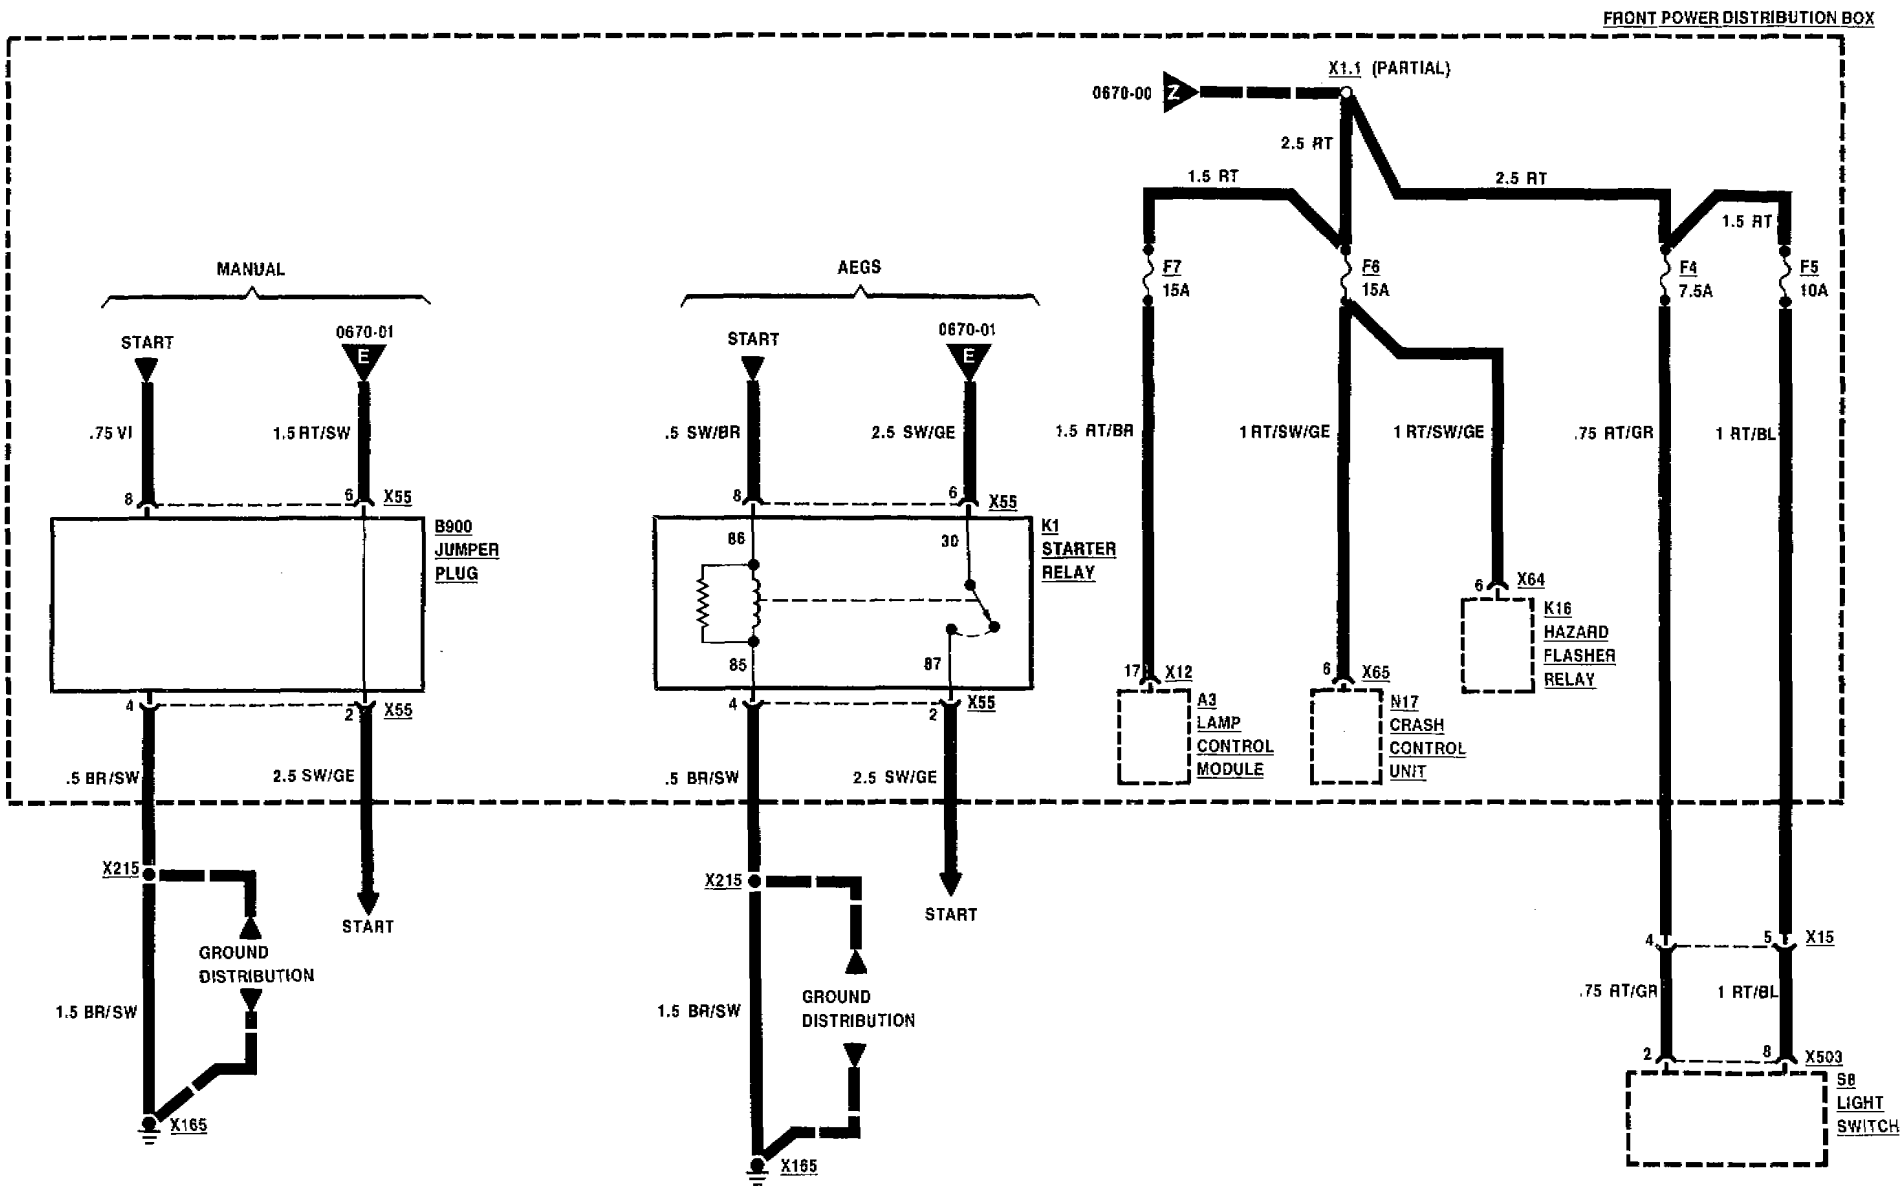 FRONT POWER DISTRIBUTION BOX
X1.1 (PARTIAL)
0670-00
Z
2.5 RT
1.5 RT
2.5 RT
1.5 RT
F7
15A
F6
15A
F4
7.5A
F5
10A
MANUAL
AEGS
START
0670-01
E
START
0670-01
E
.75 VI
1.5 RT/SW
.5 SW/BR
2.5 SW/GE
1.5 RT/BR
1 RT/SW/GE
1 RT/SW/GE
.75 RT/GR
1 RT/BL
8
6
X55
8
6
X55
B900
JUMPER
PLUG
86
30
K1
STARTER
RELAY
85
87
6
X64
K16
HAZARD
FLASHER
RELAY
17
X12
6
X65
A3
LAMP
CONTROL
MODULE
N17
CRASH
CONTROL
UNIT
4
2
X55
4
2
X55
.5 BR/SW
2.5 SW/GE
.5 BR/SW
2.5 SW/GE
X215
X215
START
START
GROUND
DISTRIBUTION
GROUND
DISTRIBUTION
1.5 BR/SW
1.5 BR/SW
X165
X165
4
5
X15
.75 RT/GR
1 RT/BL
2
8
X503
S8
LIGHT
SWITCH